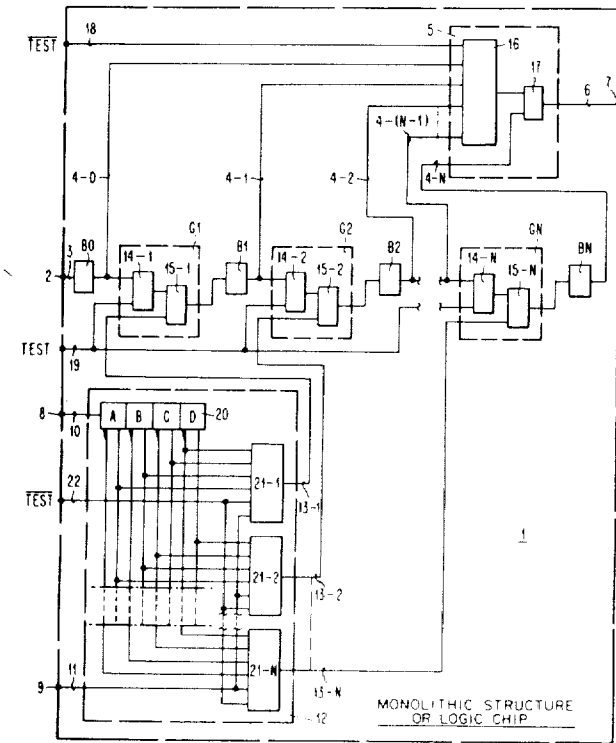 TEST 18
5 16 17 6 7
4-(N-1)
4-0 4-1 4-2 4-N
G1 G2 GN
2 3 B0 14-1 15-1 B1 14-2 15-2 B2 14-N 15-N BN
TEST 19
8 10 A B C D 20
21-1
TEST 22 13-1
1
21-2
13-2
21-N
9 11 13-N
12
MONOLITHIC STRUCTURE
OR LOGIC CHIP